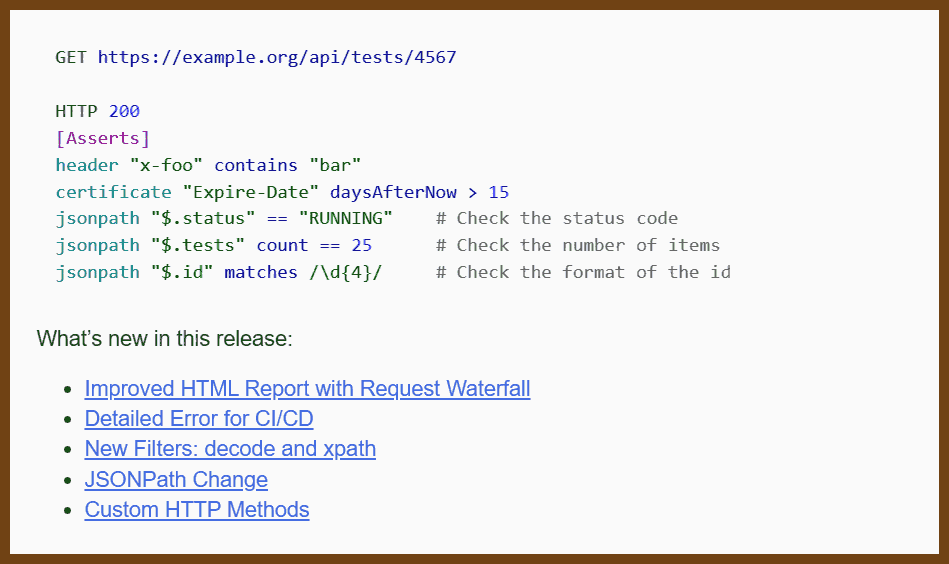 GET https://example.org/api/tests/4567
HTTP 200
[Asserts]
header "x-foo" contains "bar"
certificate "Expire-Date" daysAfterNow > 15
jsonpath "$.status" == "RUNNING"    # Check the status code
jsonpath "$.tests" count == 25      # Check the number of items
jsonpath "$.id" matches /\d{4}/     # Check the format of the id
What’s new in this release:
• Improved HTML Report with Request Waterfall
• Detailed Error for CI/CD
• New Filters: decode and xpath
• JSONPath Change
• Custom HTTP Methods